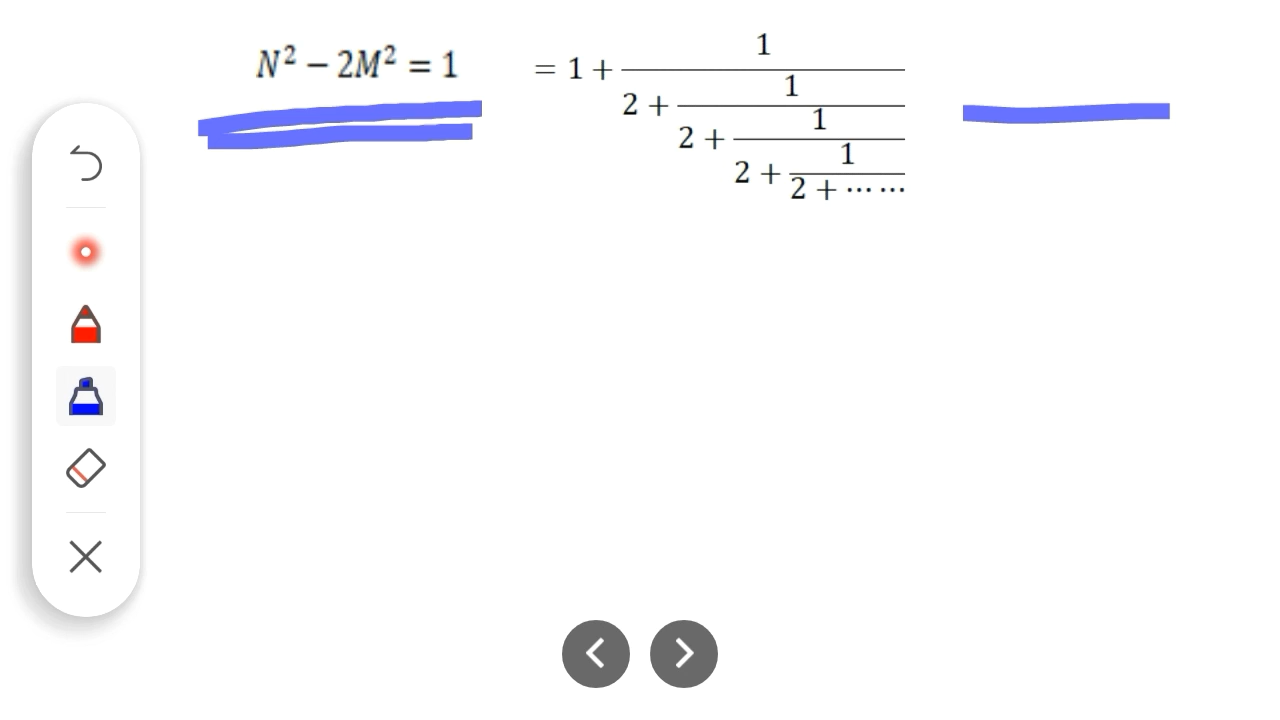 N² − 2M² = 1
= 1 + 1/(2 + 1/(2 + 1/(2 + 1/(2 + ⋯ ⋯))))